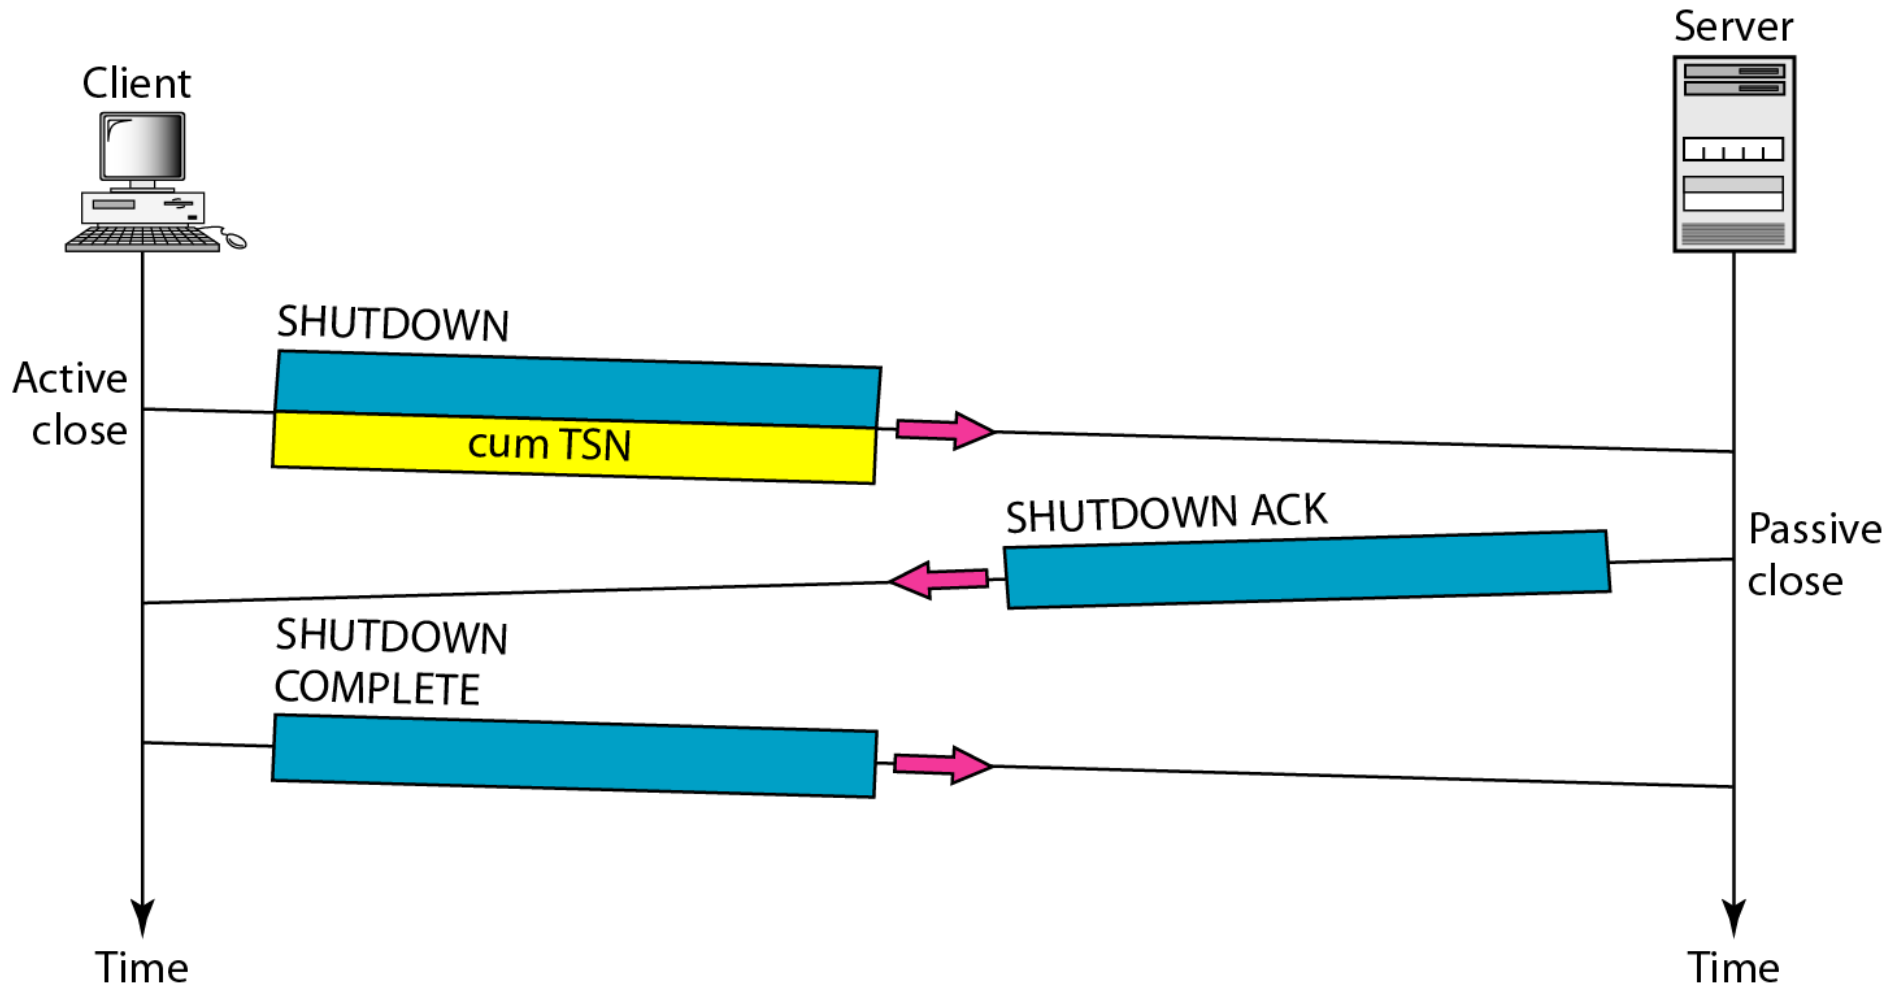 Server
Client
SHUTDOWN
Active
close
cum TSN
SHUTDOWN ACK
Passive
close
SHUTDOWN
COMPLETE
Time
Time